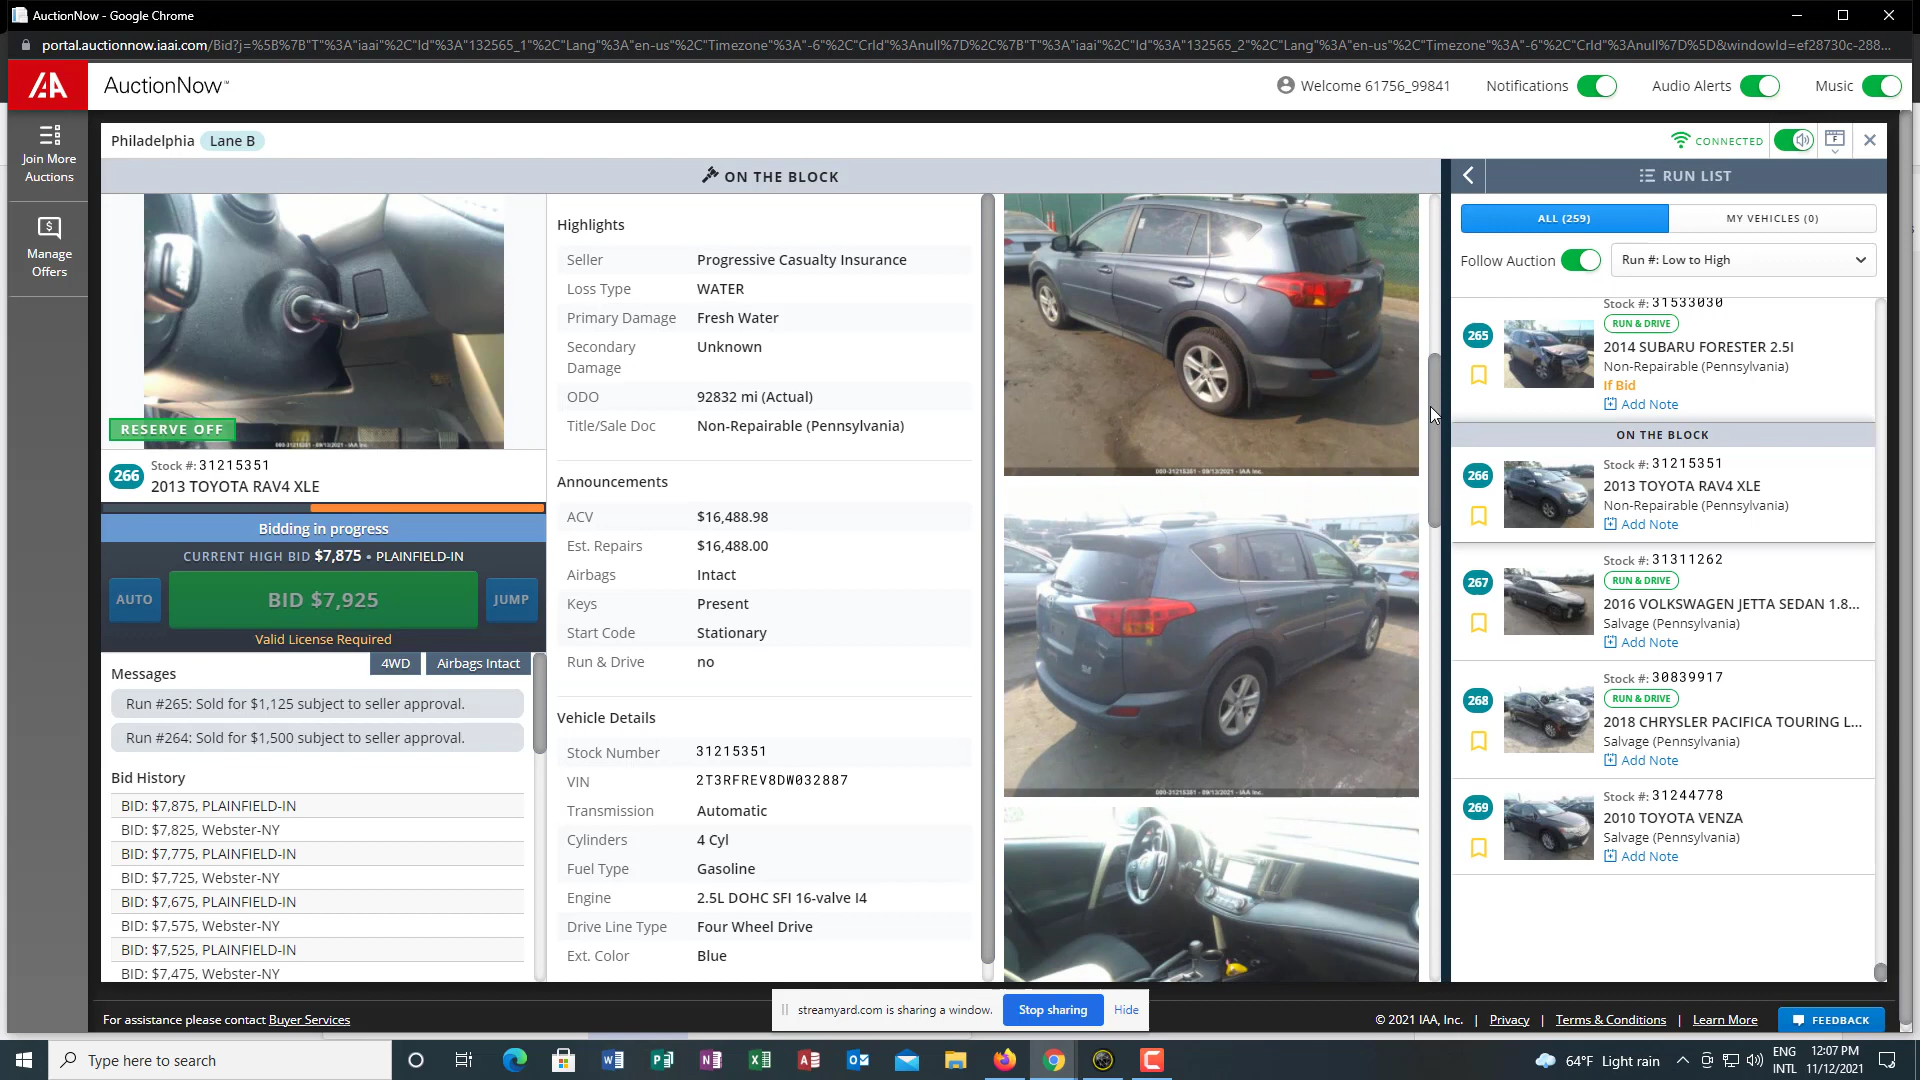 AuctionNow - Google Chrome
portal.auctionnow.iaai.com/Bid?j=%5B%7B"T"%3A"iaai"%2C"Id"%3A"132565_1"%2C"Lang"%3A"en-us"%2C"Timezone"%3A"-6"%2C"CrId"%3Anull%7D%2C%7B"T"%3A"iaai"%2C"Id"%3A"132565_2"%2C"Lang"%3A"en-us"%2C"Timezone"%3A"-6"%2C"CrId"%3Anull%7D%5D&windowId=ef28730c-288...
IAA
AuctionNow™
Welcome 61756_99841
Notifications
Audio Alerts
Music
Join More Auctions
Manage Offers
Philadelphia Lane B
CONNECTED
ON THE BLOCK
RESERVE OFF
266 Stock #: 31215351
2013 TOYOTA RAV4 XLE
Bidding in progress
CURRENT HIGH BID $7,875 • PLAINFIELD-IN
AUTO
BID $7,925
JUMP
Valid License Required
4WD
Airbags Intact
Messages
Run #265: Sold for $1,125 subject to seller approval.
Run #264: Sold for $1,500 subject to seller approval.
Bid History
BID: $7,875, PLAINFIELD-IN
BID: $7,825, Webster-NY
BID: $7,775, PLAINFIELD-IN
BID: $7,725, Webster-NY
BID: $7,675, PLAINFIELD-IN
BID: $7,575, Webster-NY
BID: $7,525, PLAINFIELD-IN
BID: $7,475, Webster-NY
Highlights
Seller Progressive Casualty Insurance
Loss Type WATER
Primary Damage Fresh Water
Secondary Damage Unknown
ODO 92832 mi (Actual)
Title/Sale Doc Non-Repairable (Pennsylvania)
Announcements
ACV $16,488.98
Est. Repairs $16,488.00
Airbags Intact
Keys Present
Start Code Stationary
Run & Drive no
Vehicle Details
Stock Number 31215351
VIN 2T3RFREV8DW032887
Transmission Automatic
Cylinders 4 Cyl
Fuel Type Gasoline
Engine 2.5L DOHC SFI 16-valve I4
Drive Line Type Four Wheel Drive
Ext. Color Blue
000-31215351 - 09/13/2021 - IAA Inc.
000-31215351 - 09/13/2021 - IAA Inc.
RUN LIST
ALL (259)
MY VEHICLES (0)
Follow Auction
Run #: Low to High
Stock #: 31533030
265
RUN & DRIVE
2014 SUBARU FORESTER 2.5I
Non-Repairable (Pennsylvania)
If Bid
Add Note
ON THE BLOCK
Stock #: 31215351
266
2013 TOYOTA RAV4 XLE
Non-Repairable (Pennsylvania)
Add Note
Stock #: 31311262
267
RUN & DRIVE
2016 VOLKSWAGEN JETTA SEDAN 1.8...
Salvage (Pennsylvania)
Add Note
Stock #: 30839917
268
RUN & DRIVE
2018 CHRYSLER PACIFICA TOURING L...
Salvage (Pennsylvania)
Add Note
Stock #: 31244778
269
2010 TOYOTA VENZA
Salvage (Pennsylvania)
Add Note
streamyard.com is sharing a window.
Stop sharing
Hide
For assistance please contact Buyer Services
© 2021 IAA, Inc. | Privacy | Terms & Conditions | Learn More
FEEDBACK
Type here to search
64°F Light rain
ENG
INTL
12:07 PM
11/12/2021